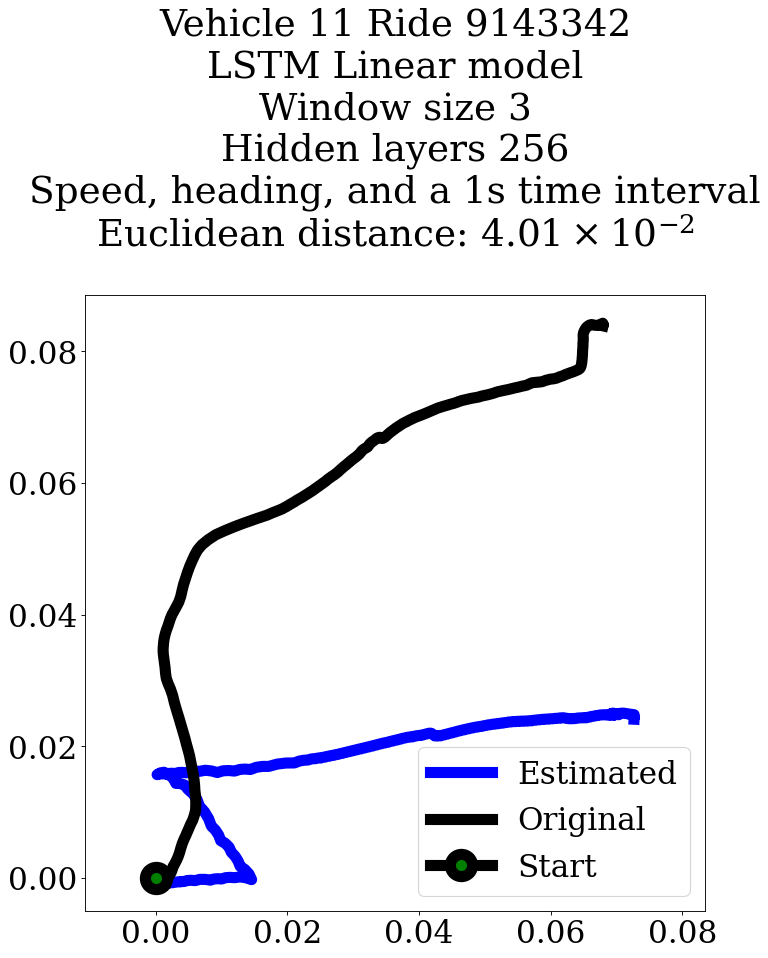 Vehicle 11 Ride 9143342
LSTM Linear model
Window size 3
Hidden layers 256
Speed, heading, and a 1s time interval
Euclidean distance: 4.01 × 10⁻²
0.08
0.06
0.04
0.02
0.00
Estimated
Original
Start
0.00 0.02 0.04 0.06 0.08